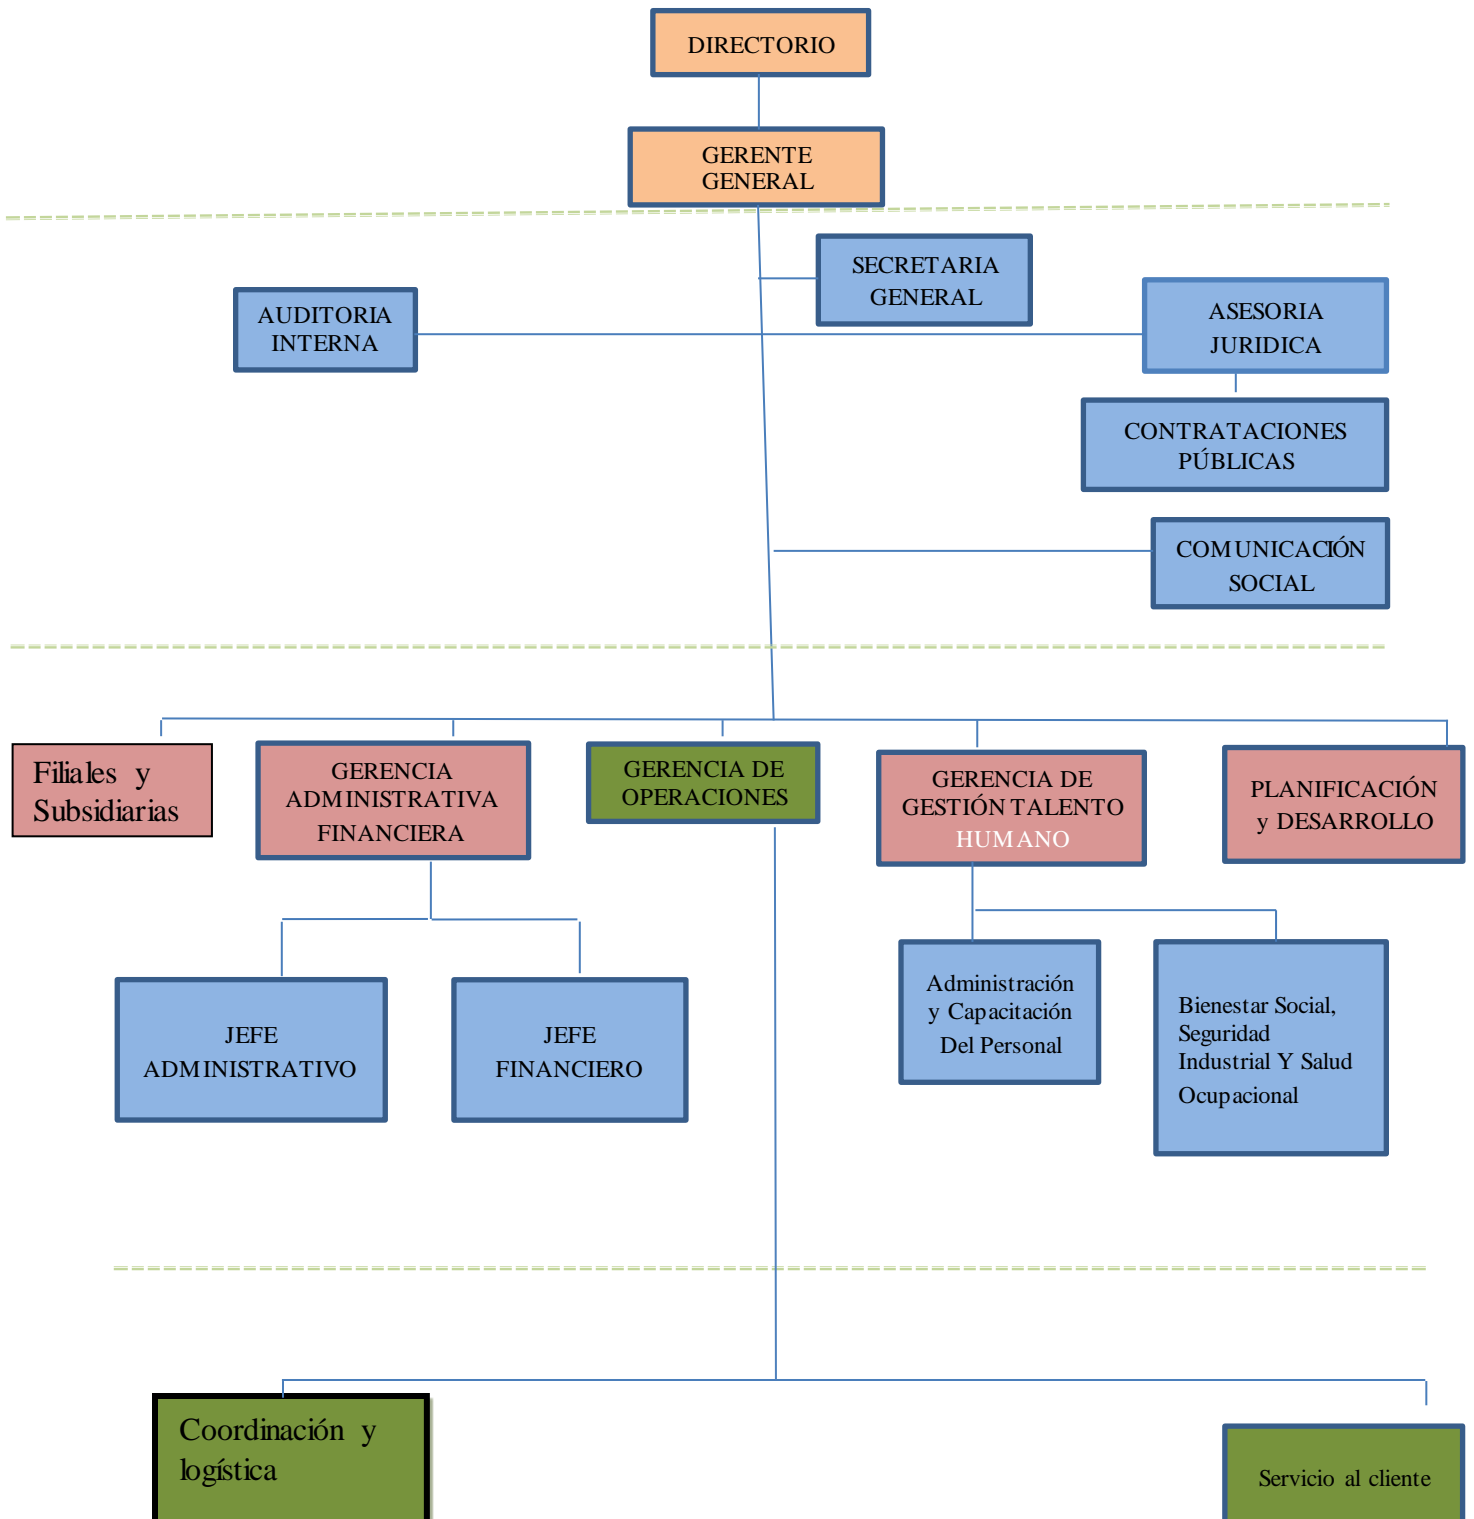 DIRECTORIO
GERENTE
GENERAL
SECRETARIA
GENERAL
AUDITORIA
INTERNA
ASESORIA
JURIDICA
CONTRATACIONES
PÚBLICAS
COMUNICACIÓN
SOCIAL
Filiales y
Subsidiarias
GERENCIA
ADMINISTRATIVA
FINANCIERA
GERENCIA DE
OPERACIONES
GERENCIA DE
GESTIÓN TALENTO
HUMANO
PLANIFICACIÓN
y DESARROLLO
JEFE
ADMINISTRATIVO
JEFE
FINANCIERO
Administración
y Capacitación
Del Personal
Bienestar Social,
Seguridad
Industrial Y Salud
Ocupacional
Coordinación y
logística
Servicio al cliente